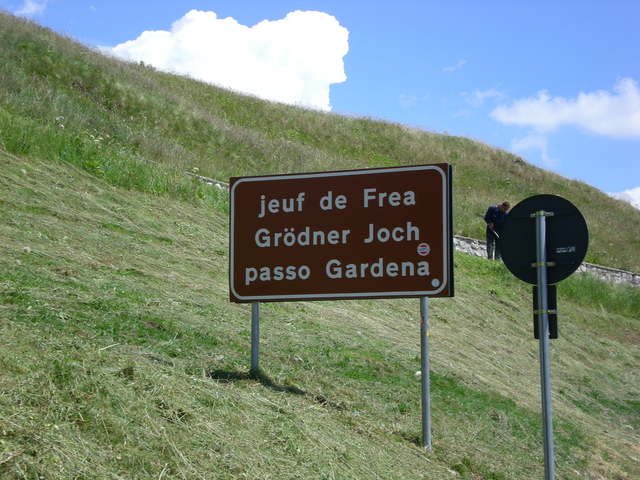 jeuf de Frea
Grödner Joch
passo Gardena